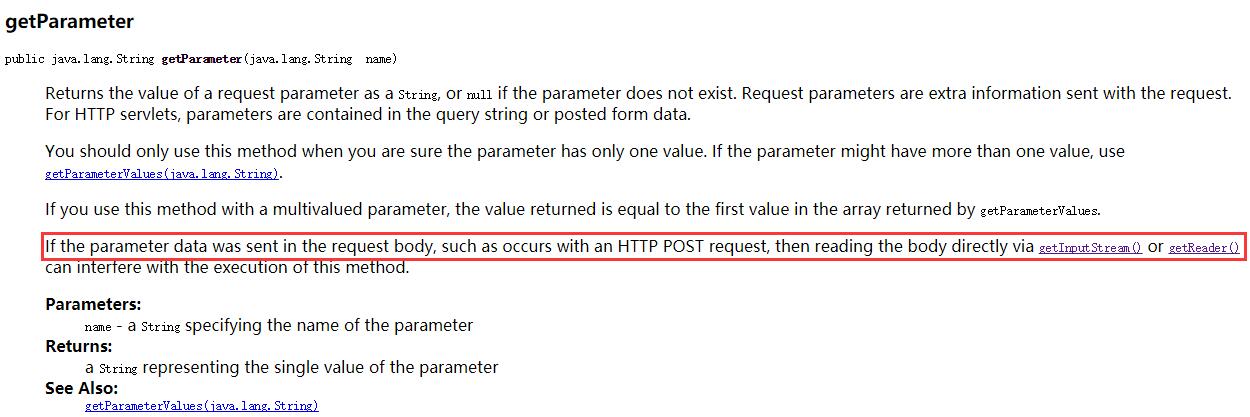 getParameter
public java.lang.String getParameter(java.lang.String name)
Returns the value of a request parameter as a String, or null if the parameter does not exist. Request parameters are extra information sent with the request.
For HTTP servlets, parameters are contained in the query string or posted form data.
You should only use this method when you are sure the parameter has only one value. If the parameter might have more than one value, use
getParameterValues(java.lang.String).
If you use this method with a multivalued parameter, the value returned is equal to the first value in the array returned by getParameterValues.
If the parameter data was sent in the request body, such as occurs with an HTTP POST request, then reading the body directly via getInputStream() or getReader()
can interfere with the execution of this method.
Parameters:
name - a String specifying the name of the parameter
Returns:
a String representing the single value of the parameter
See Also:
getParameterValues(java.lang.String)